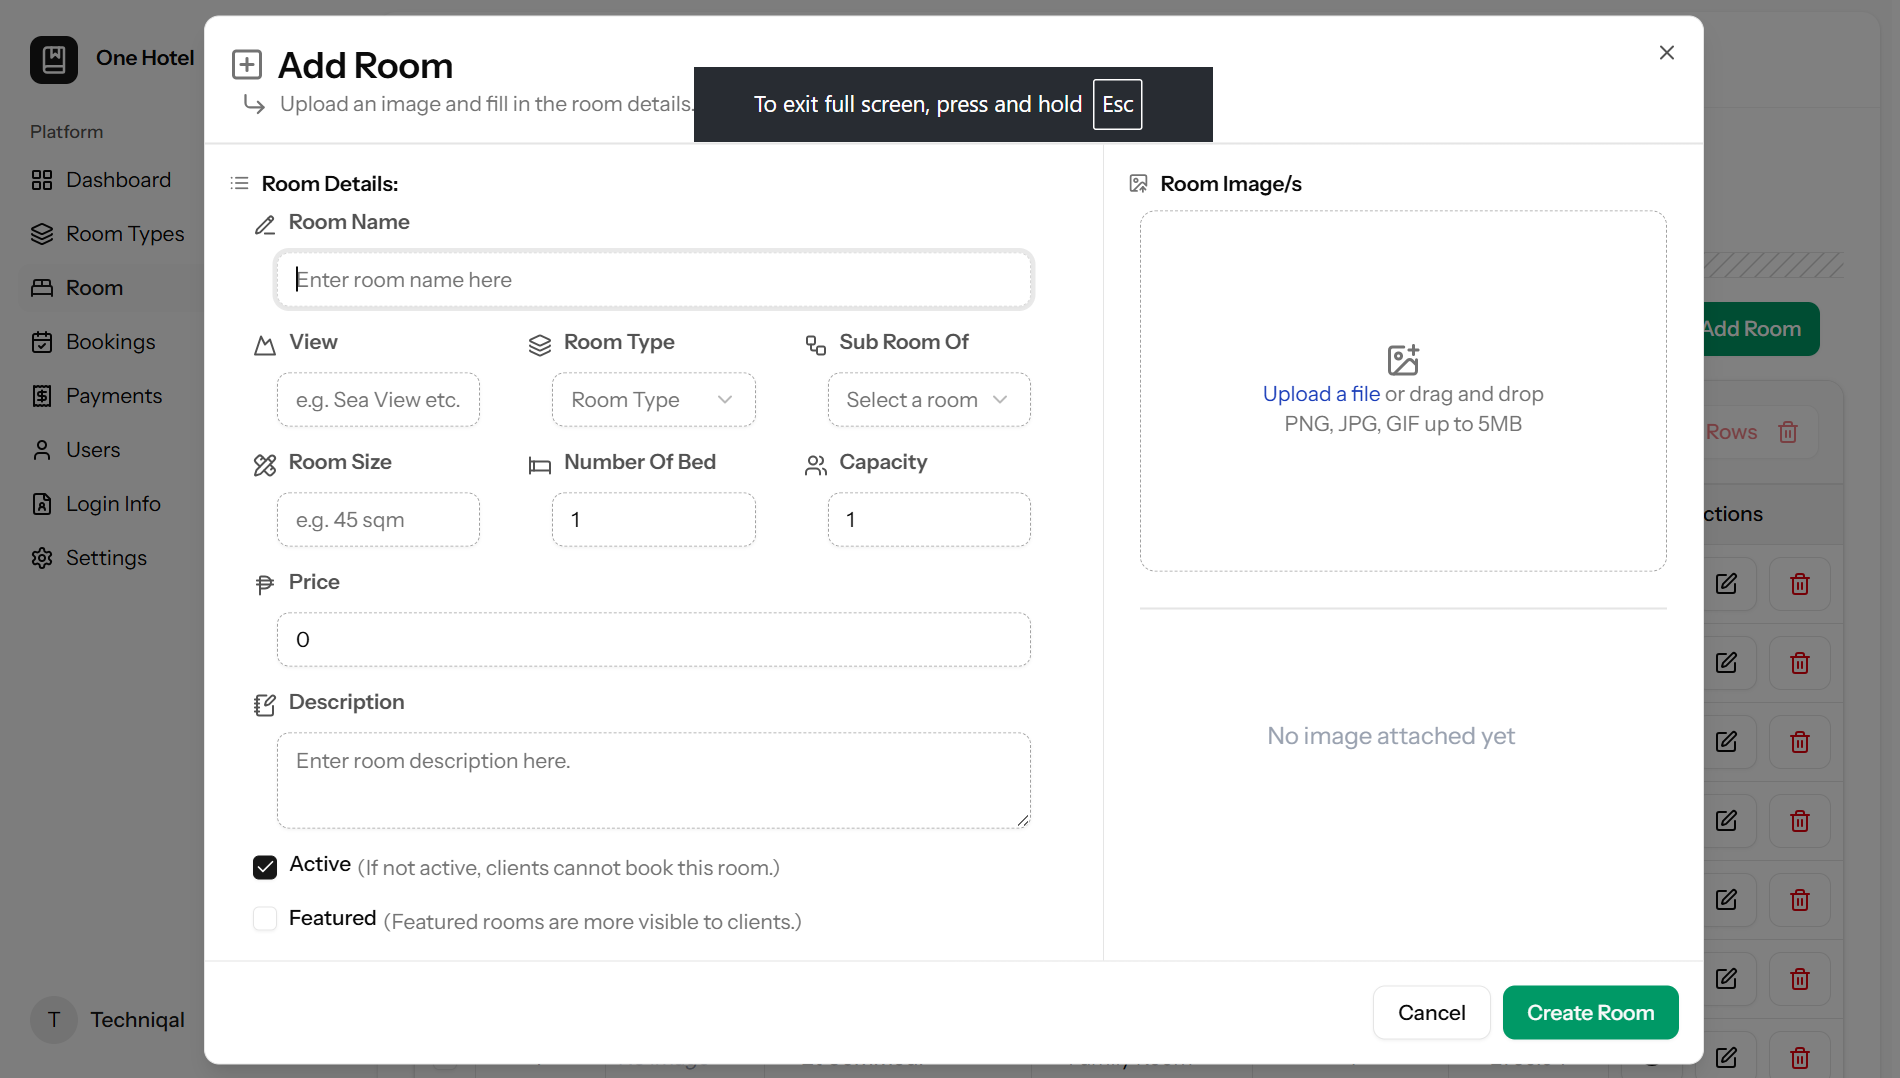 One Hotel
Platform
Dashboard
Room Types
Room
Bookings
Payments
Users
Login Info
Settings
T
Techniqal
Add Room
Upload an image and fill in the room details.
To exit full screen, press and hold Esc
Room Details:
Room Name
Enter room name here
View
Room Type
Sub Room Of
e.g. Sea View etc.
Room Type
Select a room
Room Size
Number Of Bed
Capacity
e.g. 45 sqm
1
1
Price
0
Description
Enter room description here.
Active (If not active, clients cannot book this room.)
Featured (Featured rooms are more visible to clients.)
Room Image/s
Upload a file or drag and drop
PNG, JPG, GIF up to 5MB
No image attached yet
Cancel
Create Room
Add Room
Rows
ctions